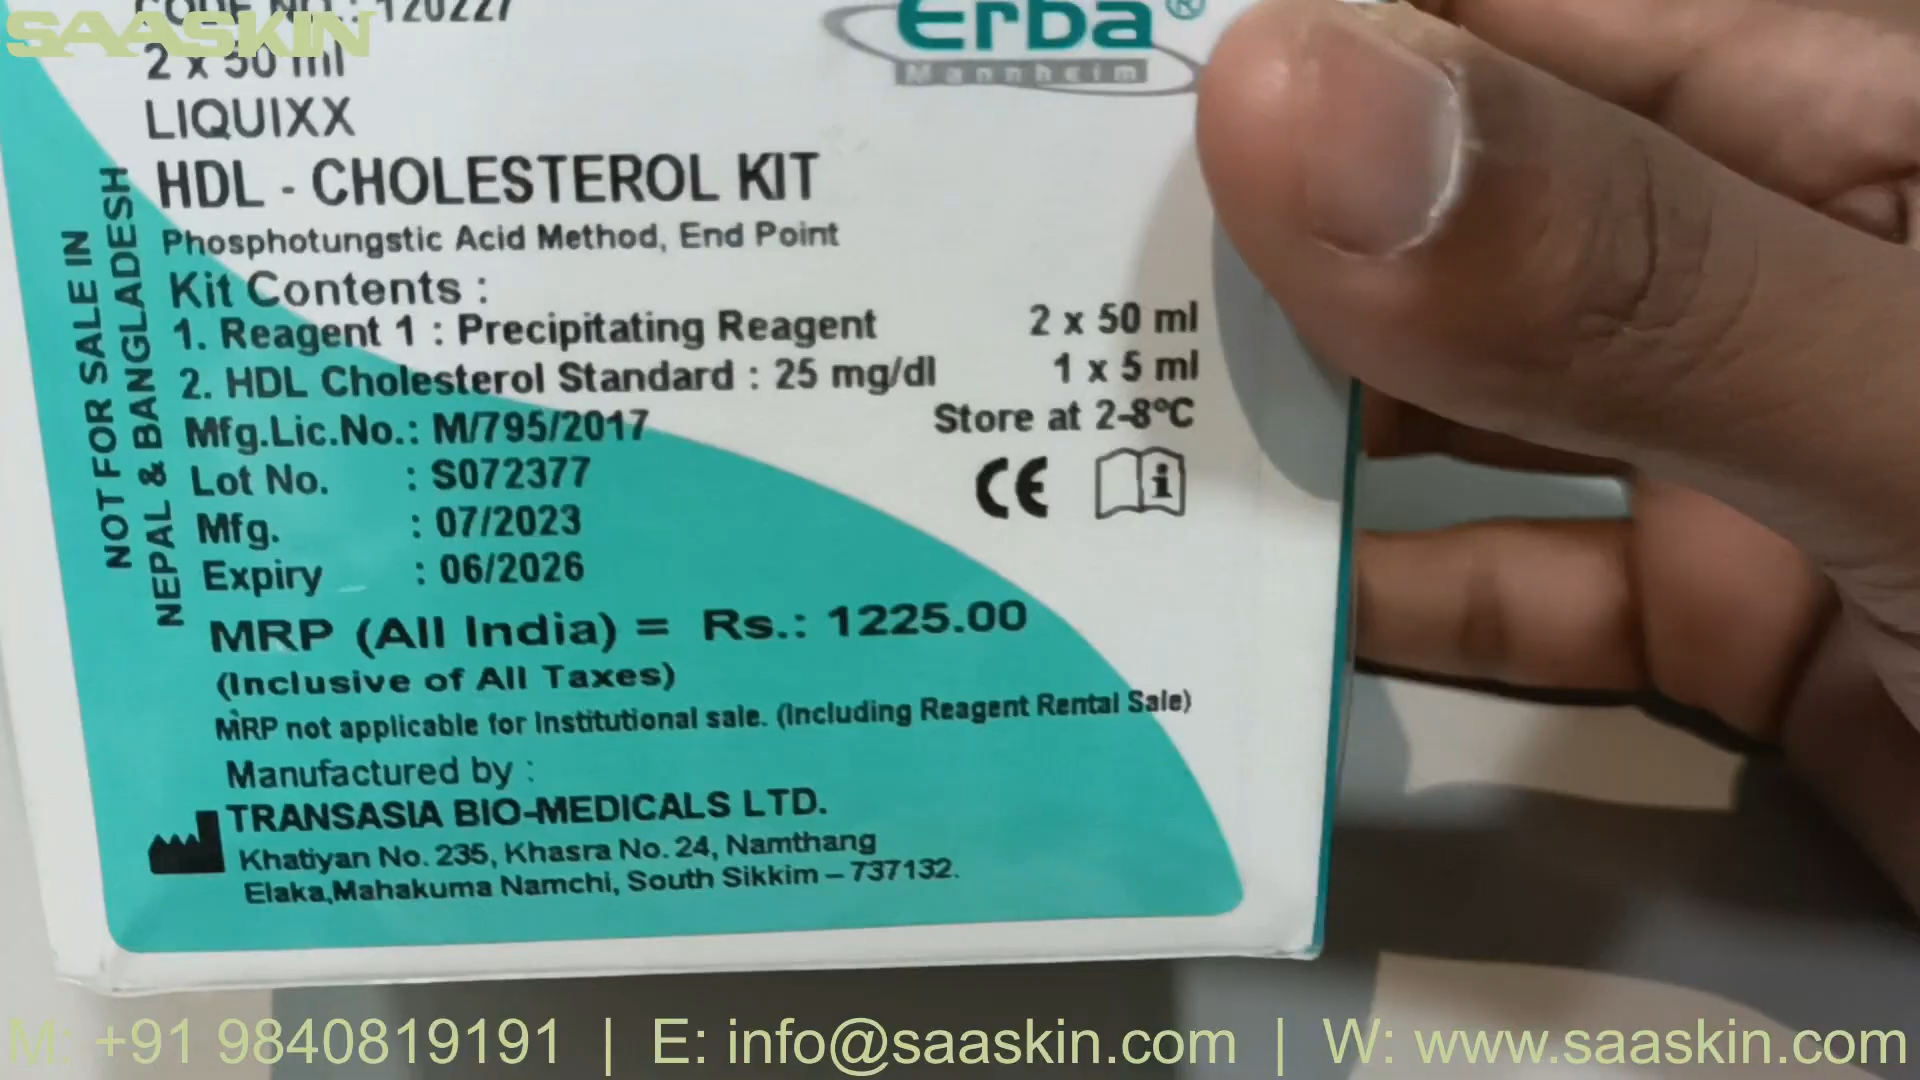 CODE NO.: 120227
SAASKIN
2 x 50 ml
LIQUIXX
Erba®
Mannheim
HDL - CHOLESTEROL KIT
Phosphotungstic Acid Method, End Point
Kit Contents :
1. Reagent 1 : Precipitating Reagent 2 x 50 ml
2. HDL Cholesterol Standard : 25 mg/dl 1 x 5 ml
Store at 2-8°C
Mfg.Lic.No.: M/795/2017
Lot No. : S072377
Mfg. : 07/2023
Expiry : 06/2026
CE
i
NOT FOR SALE IN
NEPAL & BANGLADESH
MRP (All India) = Rs.: 1225.00
(Inclusive of All Taxes)
MRP not applicable for Institutional sale. (Including Reagent Rental Sale)
Manufactured by :
TRANSASIA BIO-MEDICALS LTD.
Khatiyan No. 235, Khasra No. 24, Namthang
Elaka,Mahakuma Namchi, South Sikkim – 737132.
M: +91 9840819191 | E: info@saaskin.com | W: www.saaskin.com